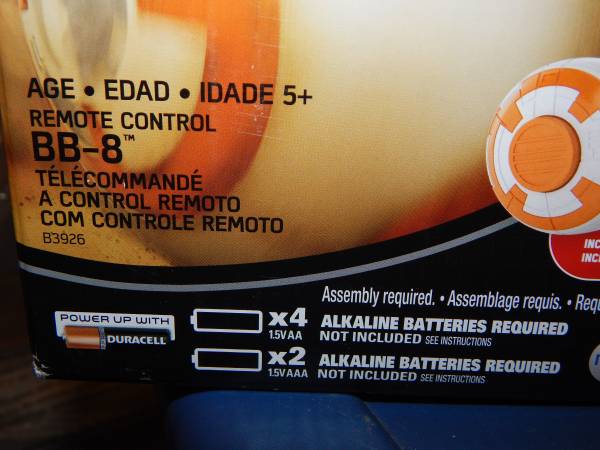 AGE • EDAD • IDADE 5+
REMOTE CONTROL
BB-8™
TÉLÉCOMMANDÉ
A CONTROL REMOTO
COM CONTROLE REMOTO
B3926
Assembly required. • Assemblage requis. •
POWER UP WITH
DURACELL
x4
1.5V AA
ALKALINE BATTERIES REQUIRED
NOT INCLUDED SEE INSTRUCTIONS
x2
1.5V AAA
ALKALINE BATTERIES REQUIRED
NOT INCLUDED SEE INSTRUCTIONS